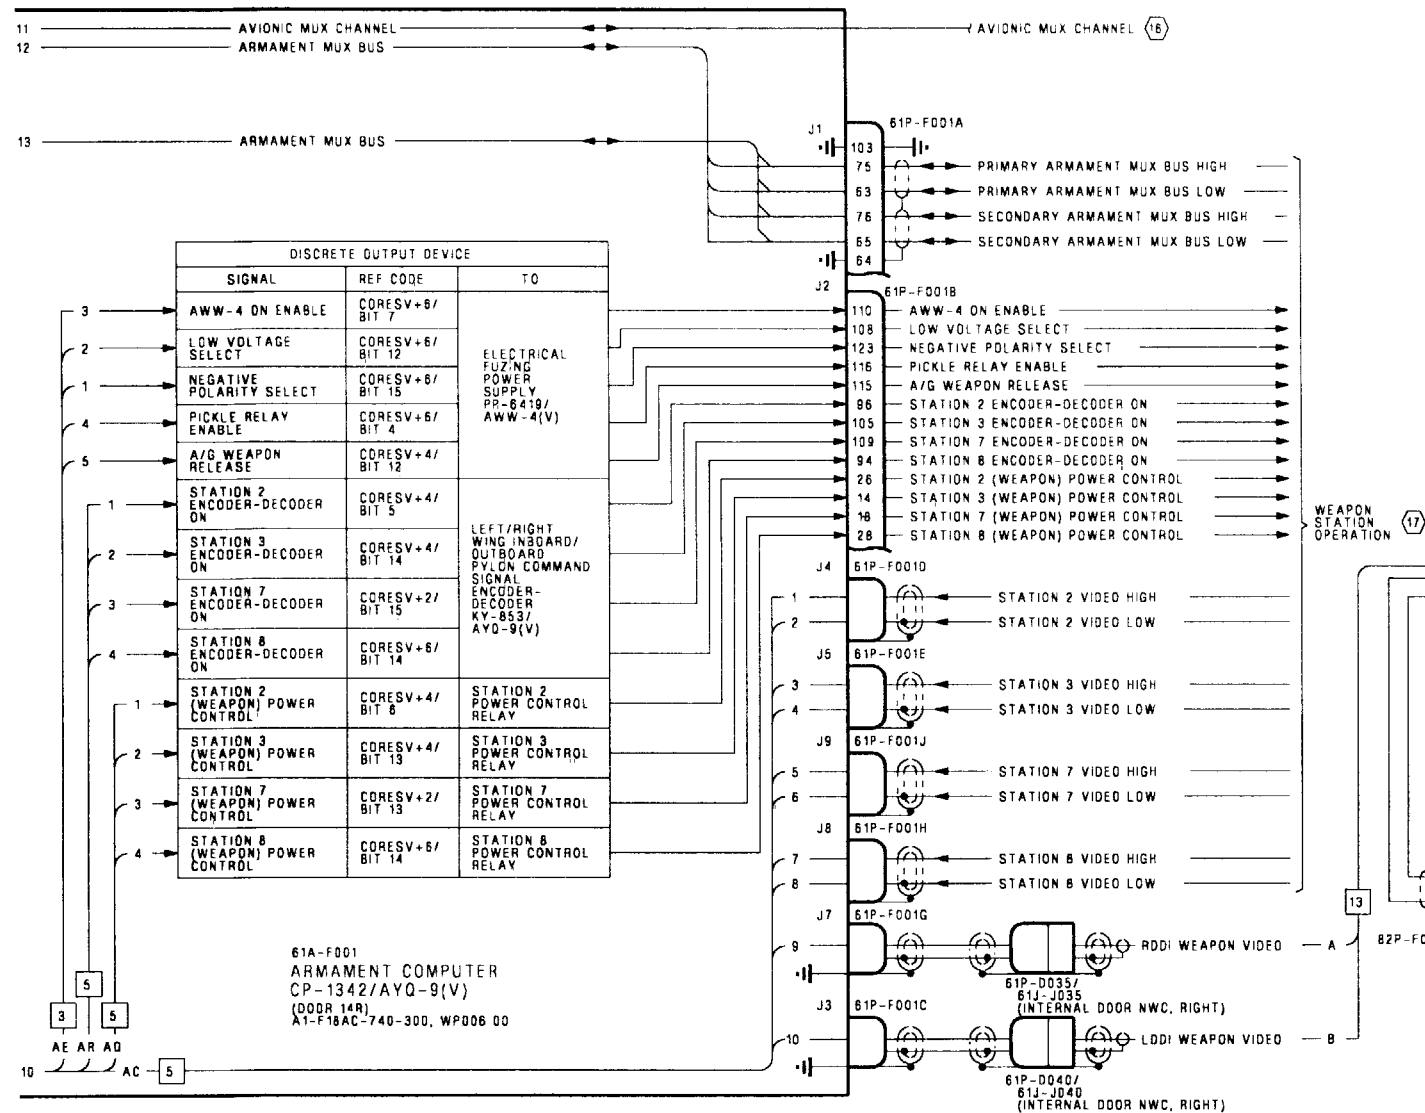 11 AVIONIC MUX CHANNEL AVIONIC MUX CHANNEL 16
12 ARMAMENT MUX BUS
13 ARMAMENT MUX BUS
J1 61P-F001A
103
75 PRIMARY ARMAMENT MUX BUS HIGH
63 PRIMARY ARMAMENT MUX BUS LOW
76 SECONDARY ARMAMENT MUX BUS HIGH
65 SECONDARY ARMAMENT MUX BUS LOW
64
J2 61P-F001B
110 AWW-4 ON ENABLE
108 LOW VOLTAGE SELECT
123 NEGATIVE POLARITY SELECT
116 PICKLE RELAY ENABLE
115 A/G WEAPON RELEASE
96 STATION 2 ENCODER-DECODER ON
105 STATION 3 ENCODER-DECODER ON
109 STATION 7 ENCODER-DECODER ON
94 STATION 8 ENCODER-DECODER ON
26 STATION 2 (WEAPON) POWER CONTROL
14 STATION 3 (WEAPON) POWER CONTROL
18 STATION 7 (WEAPON) POWER CONTROL
28 STATION 8 (WEAPON) POWER CONTROL
WEAPON
STATION
OPERATION 17
DISCRETE OUTPUT DEVICE
SIGNAL REF CODE TO
3 AWW-4 ON ENABLE CORESV+6/
BIT 7
2 LOW VOLTAGE
SELECT
CORESV+6/
BIT 12
1 NEGATIVE
POLARITY SELECT
CORESV+6/
BIT 15
4 PICKLE RELAY
ENABLE
CORESV+6/
BIT 4
5 A/G WEAPON
RELEASE
CORESV+4/
BIT 12
ELECTRICAL
FUZING
POWER
SUPPLY
PR-6419/
AWW-4(V)
1 STATION 2
ENCODER-DECODER
ON
CORESV+4/
BIT 5
2 STATION 3
ENCODER-DECODER
ON
CORESV+4/
BIT 14
3 STATION 7
ENCODER-DECODER
ON
CORESV+2/
BIT 15
4 STATION 8
ENCODER-DECODER
ON
CORESV+6/
BIT 14
LEFT/RIGHT
WING INBOARD/
OUTBOARD
PYLON COMMAND
SIGNAL
ENCODER-
DECODER
KY-853/
AYQ-9(V)
1 STATION 2
(WEAPON) POWER
CONTROL
CORESV+4/
BIT 6
STATION 2
POWER CONTROL
RELAY
2 STATION 3
(WEAPON) POWER
CONTROL
CORESV+4/
BIT 13
STATION 3
POWER CONTROL
RELAY
3 STATION 7
(WEAPON) POWER
CONTROL
CORESV+2/
BIT 13
STATION 7
POWER CONTROL
RELAY
4 STATION 8
(WEAPON) POWER
CONTROL
CORESV+6/
BIT 14
STATION 8
POWER CONTROL
RELAY
J4 61P-F001D
1 STATION 2 VIDEO HIGH
2 STATION 2 VIDEO LOW
J5 61P-F001E
3 STATION 3 VIDEO HIGH
4 STATION 3 VIDEO LOW
J9 61P-F001J
5 STATION 7 VIDEO HIGH
6 STATION 7 VIDEO LOW
J8 61P-F001H
7 STATION 8 VIDEO HIGH
8 STATION 8 VIDEO LOW
J7 61P-F001G
9 RDDI WEAPON VIDEO A
13
82P-F0
61P-D035/
61J-J035
(INTERNAL DOOR NWC, RIGHT)
J3 61P-F001C
10 LDDI WEAPON VIDEO B
61P-D040/
61J-J040
(INTERNAL DOOR NWC, RIGHT)
61A-F001
ARMAMENT COMPUTER
CP-1342/AYQ-9(V)
(DOOR 14R)
A1-F18AC-740-300, WP006 00
5
3 5
AE AR AD
10 AC 5